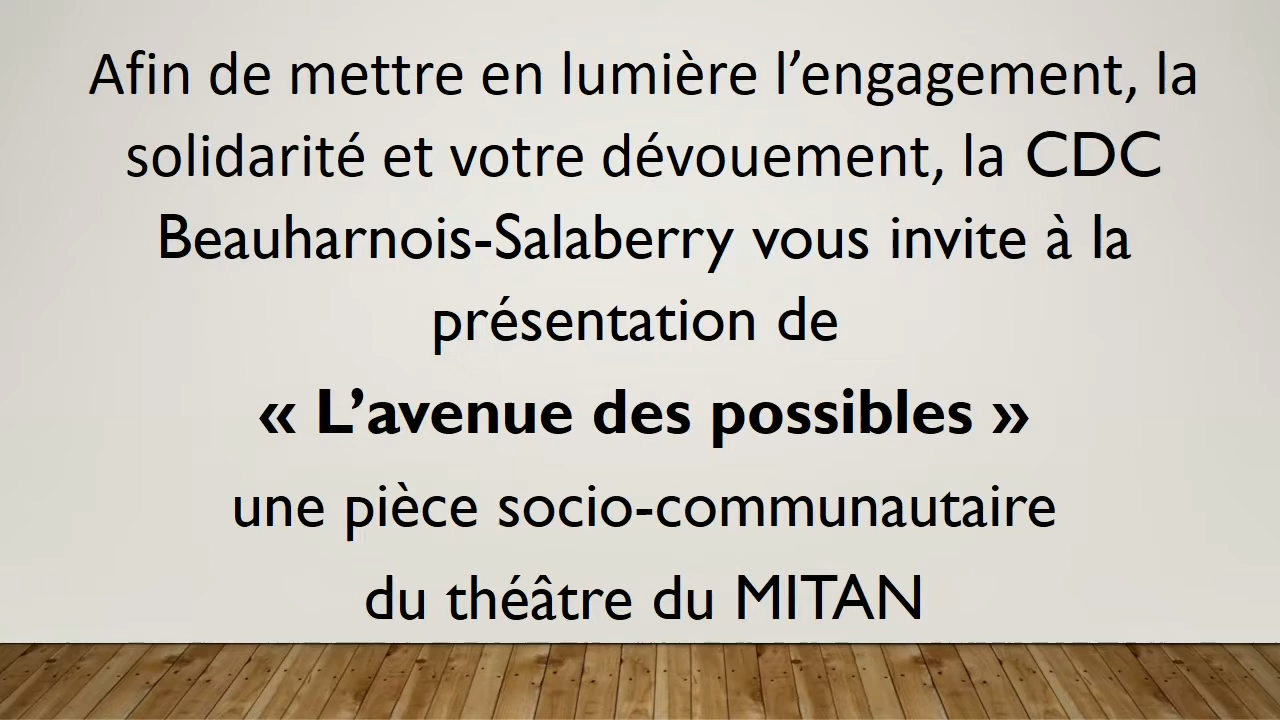 Afin de mettre en lumière l’engagement, la
solidarité et votre dévouement, la CDC
Beauharnois-Salaberry vous invite à la
présentation de
« L’avenue des possibles »
une pièce socio-communautaire
du théâtre du MITAN